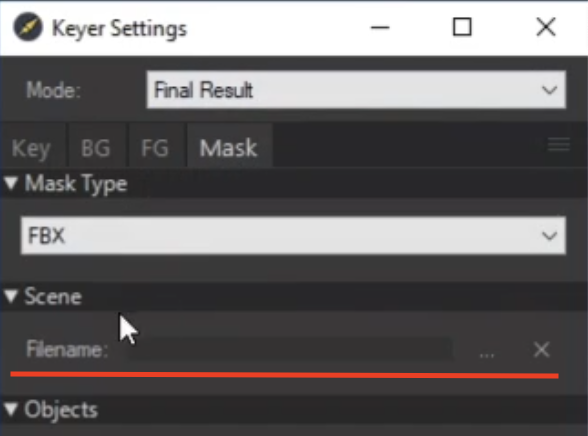 Keyer Settings
Mode: Final Result
Key BG FG Mask
Mask Type
FBX
Scene
Filename: ...
Objects